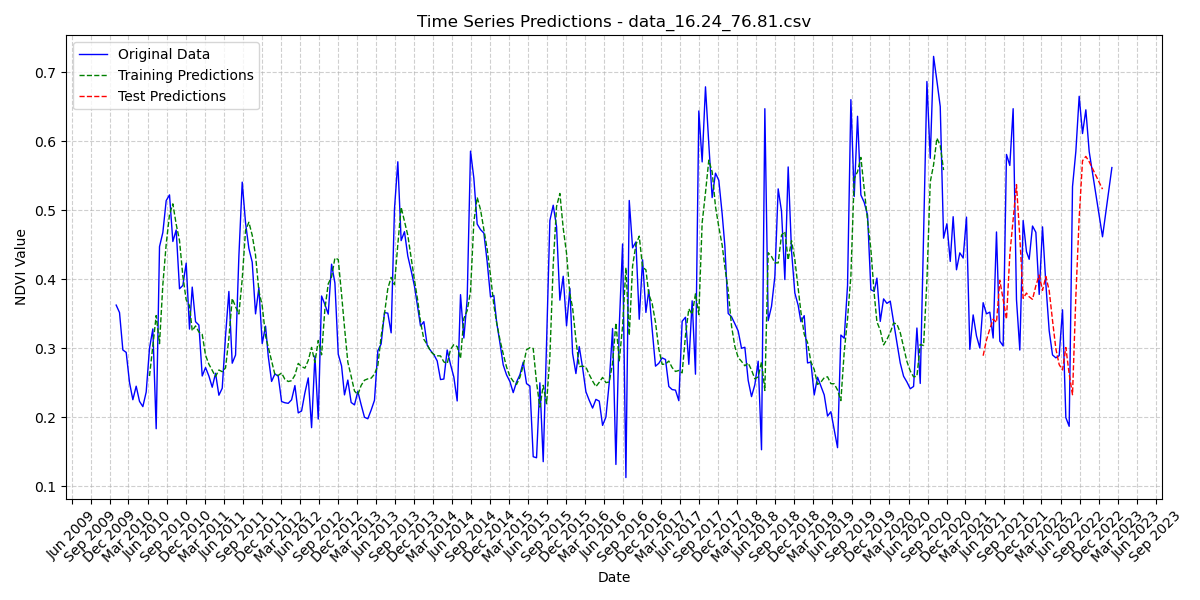 Time Series Predictions - data_16.24_76.81.csv
Original Data
Training Predictions
Test Predictions
NDVI Value
0.7
0.6
0.5
0.4
0.3
0.2
0.1
Jun 2009
Sep 2009
Dec 2009
Mar 2010
Jun 2010
Sep 2010
Dec 2010
Mar 2011
Jun 2011
Sep 2011
Dec 2011
Mar 2012
Jun 2012
Sep 2012
Dec 2012
Mar 2013
Jun 2013
Sep 2013
Dec 2013
Mar 2014
Jun 2014
Sep 2014
Dec 2014
Mar 2015
Jun 2015
Sep 2015
Dec 2015
Mar 2016
Jun 2016
Sep 2016
Dec 2016
Mar 2017
Jun 2017
Sep 2017
Dec 2017
Mar 2018
Jun 2018
Sep 2018
Dec 2018
Mar 2019
Jun 2019
Sep 2019
Dec 2019
Mar 2020
Jun 2020
Sep 2020
Dec 2020
Mar 2021
Jun 2021
Sep 2021
Dec 2021
Mar 2022
Jun 2022
Sep 2022
Dec 2022
Mar 2023
Jun 2023
Sep 2023
Date